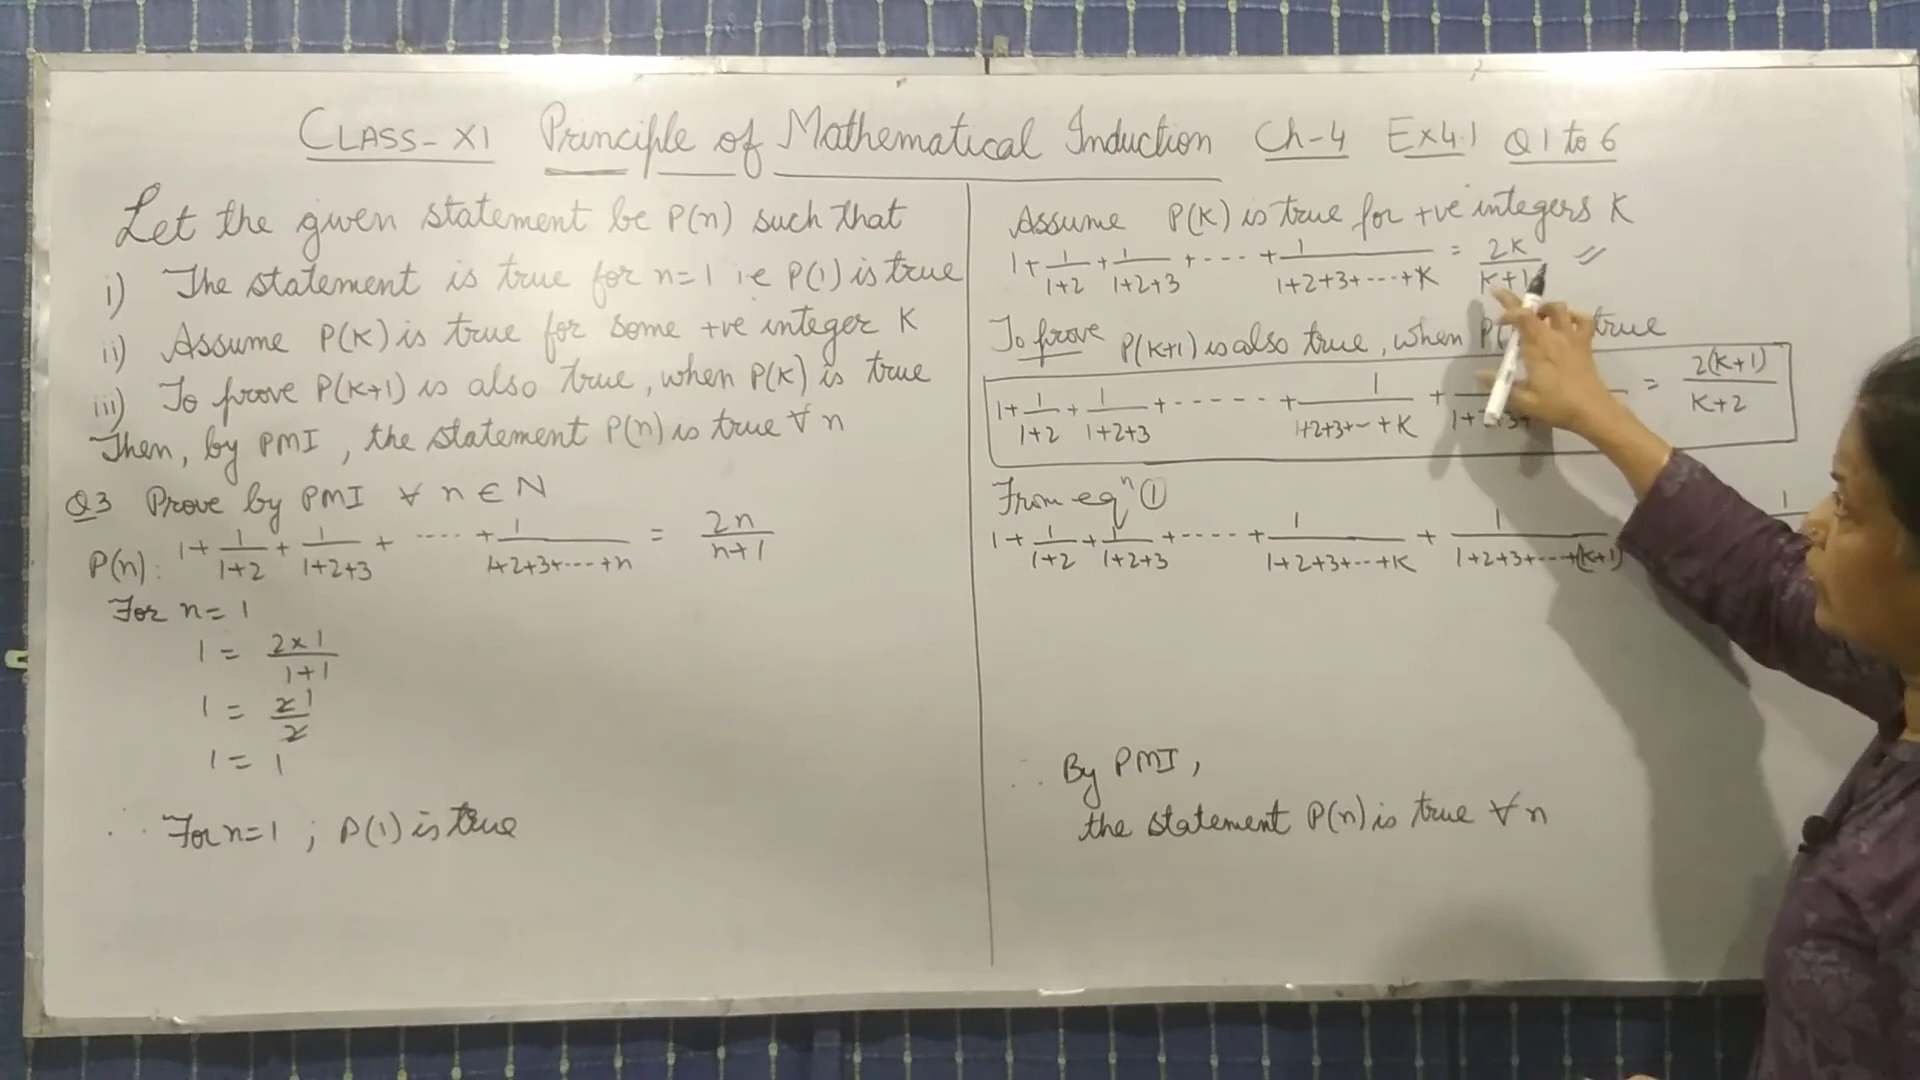 CLASS-XI Principle of Mathematical Induction Ch-4 Ex4.1 Q1 to 6
Let the given statement be P(n) such that
i) The statement is true for n=1 i.e P(1) is true
ii) Assume P(K) is true for some +ve integer K
iii) To prove P(K+1) is also true, when P(K) is true
Then, by PMI, the statement P(n) is true ∀ n
Q3 Prove by PMI ∀ n ∈ N
P(n): 1 + 1/(1+2) + 1/(1+2+3) + ---- + 1/(1+2+3+----+n) = 2n/(n+1)
For n = 1
1 = (2×1)/(1+1)
1 = 2/2 1
1 = 1
∴ For n=1 ; P(1) is true
Assume P(K) is true for +ve integers K
1 + 1/(1+2) + 1/(1+2+3) + ---- + 1/(1+2+3+----+K) = 2K/(K+1)
To prove P(K+1) is also true, when true
1 + 1/(1+2) + 1/(1+2+3) + ------ + 1/(1+2+3+--+K) + = 2(K+1)/(K+2)
From eqⁿ ①
1 + 1/(1+2) + 1/(1+2+3) + ---- + 1/(1+2+3+---+K) + 1/(1+2+3+----+(K+1))
∴ By PMI,
the statement P(n) is true ∀ n